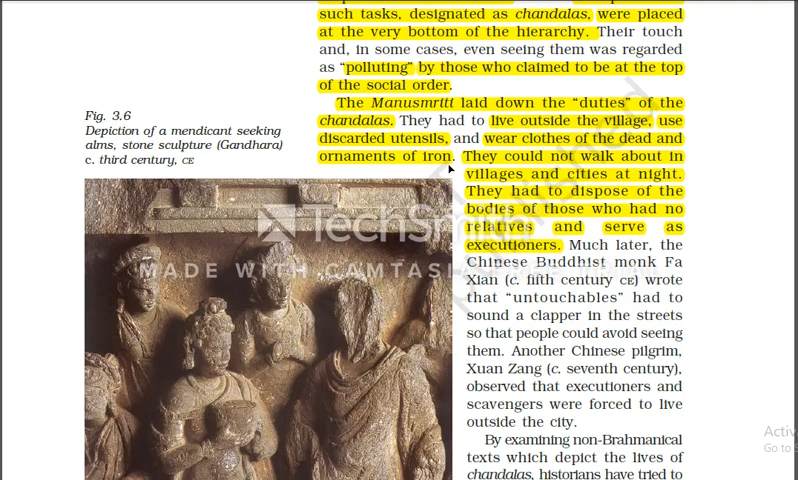 such tasks, designated as chandalas, were placed
at the very bottom of the hierarchy. Their touch
and, in some cases, even seeing them was regarded
as “polluting” by those who claimed to be at the top
of the social order.
The Manusmriti laid down the “duties” of the
chandalas. They had to live outside the village, use
discarded utensils, and wear clothes of the dead and
ornaments of iron. They could not walk about in
villages and cities at night.
They had to dispose of the
bodies of those who had no
relatives and serve as
executioners. Much later, the
Chinese Buddhist monk Fa
Xian (c. fifth century CE) wrote
that “untouchables” had to
sound a clapper in the streets
so that people could avoid seeing
them. Another Chinese pilgrim,
Xuan Zang (c. seventh century),
observed that executioners and
scavengers were forced to live
outside the city.
By examining non-Brahmanical
texts which depict the lives of
chandalas, historians have tried to
Fig. 3.6
Depiction of a mendicant seeking
alms, stone sculpture (Gandhara)
c. third century, CE
TechSmith
MADE WITH CAMTASIA
Activ
Go to S